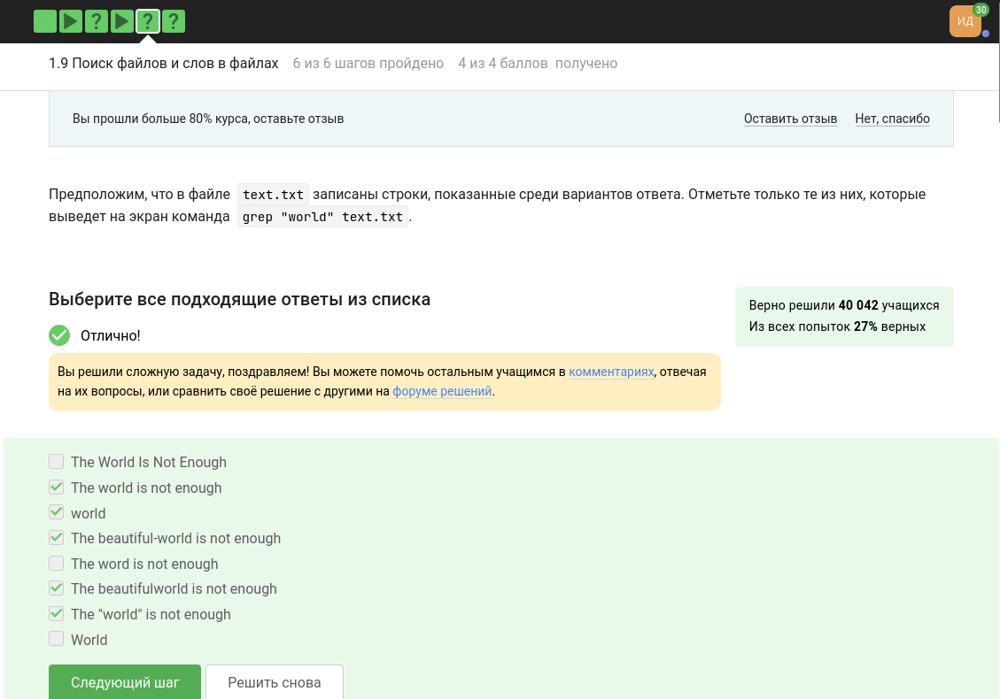 ИД
30
1.9 Поиск файлов и слов в файлах 6 из 6 шагов пройдено 4 из 4 баллов получено
Вы прошли больше 80% курса, оставьте отзыв Оставить отзыв Нет, спасибо
Предположим, что в файле text.txt записаны строки, показанные среди вариантов ответа. Отметьте только те из них, которые
выведет на экран команда grep "world" text.txt.
Выберите все подходящие ответы из списка
Верно решили 40 042 учащихся
Из всех попыток 27% верных
Отлично!
Вы решили сложную задачу, поздравляем! Вы можете помочь остальным учащимся в комментариях, отвечая
на их вопросы, или сравнить своё решение с другими на форуме решений.
The World Is Not Enough
The world is not enough
world
The beautiful-world is not enough
The word is not enough
The beautifulworld is not enough
The "world" is not enough
World
Следующий шаг Решить снова